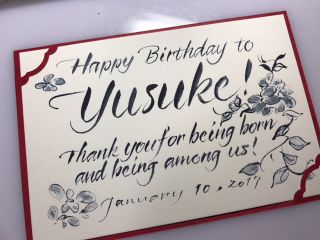 Happy Birthday to
Yusuke!
Thank you for being born
and being among us!
January 10. 2017